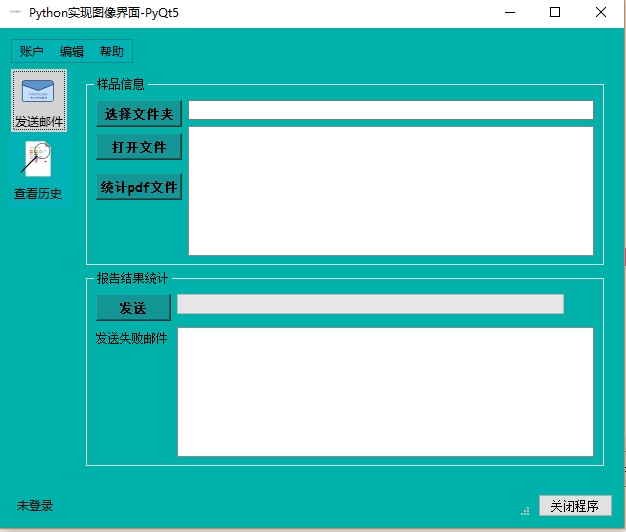 Python实现图像界面-PyQt5
账户 编辑 帮助
发送邮件
查看历史
样品信息
选择文件夹
打开文件
统计pdf文件
报告结果统计
发送
发送失败邮件
未登录
关闭程序